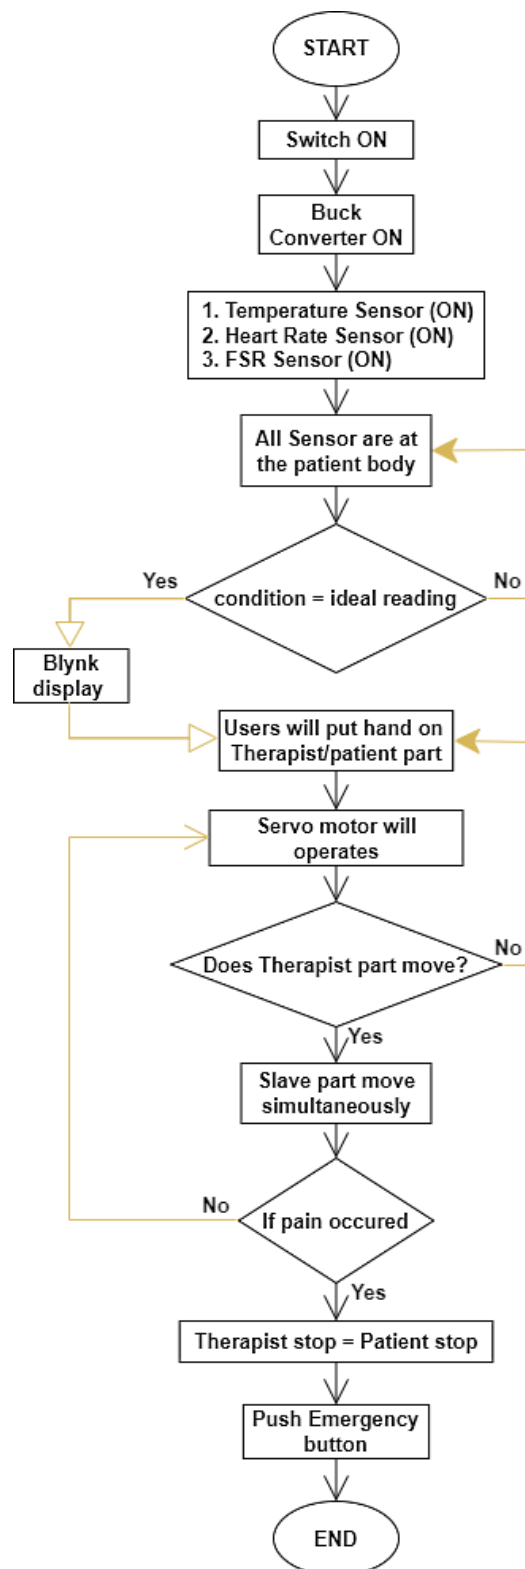 START
Switch ON
Buck
Converter ON
1. Temperature Sensor (ON)
2. Heart Rate Sensor (ON)
3. FSR Sensor (ON)
All Sensor are at
the patient body
Yes
No
condition = ideal reading
Blynk
display
Users will put hand on
Therapist/patient part
Servo motor will
operates
No
Does Therapist part move?
Yes
Slave part move
simultaneously
No
If pain occured
Yes
Therapist stop = Patient stop
Push Emergency
button
END